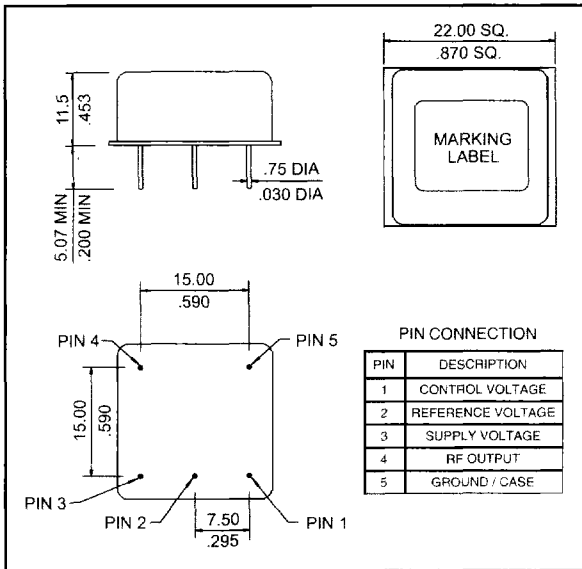 22.00 SQ.
.870 SQ.
11.5
.453
MARKING
LABEL
.75 DIA
.030 DIA
5.07 MIN
.200 MIN
15.00
.590
PIN 4
PIN 5
15.00
.590
PIN 3
PIN 2
7.50
.295
PIN 1
PIN CONNECTION
PIN DESCRIPTION
1 CONTROL VOLTAGE
2 REFERENCE VOLTAGE
3 SUPPLY VOLTAGE
4 RF OUTPUT
5 GROUND / CASE